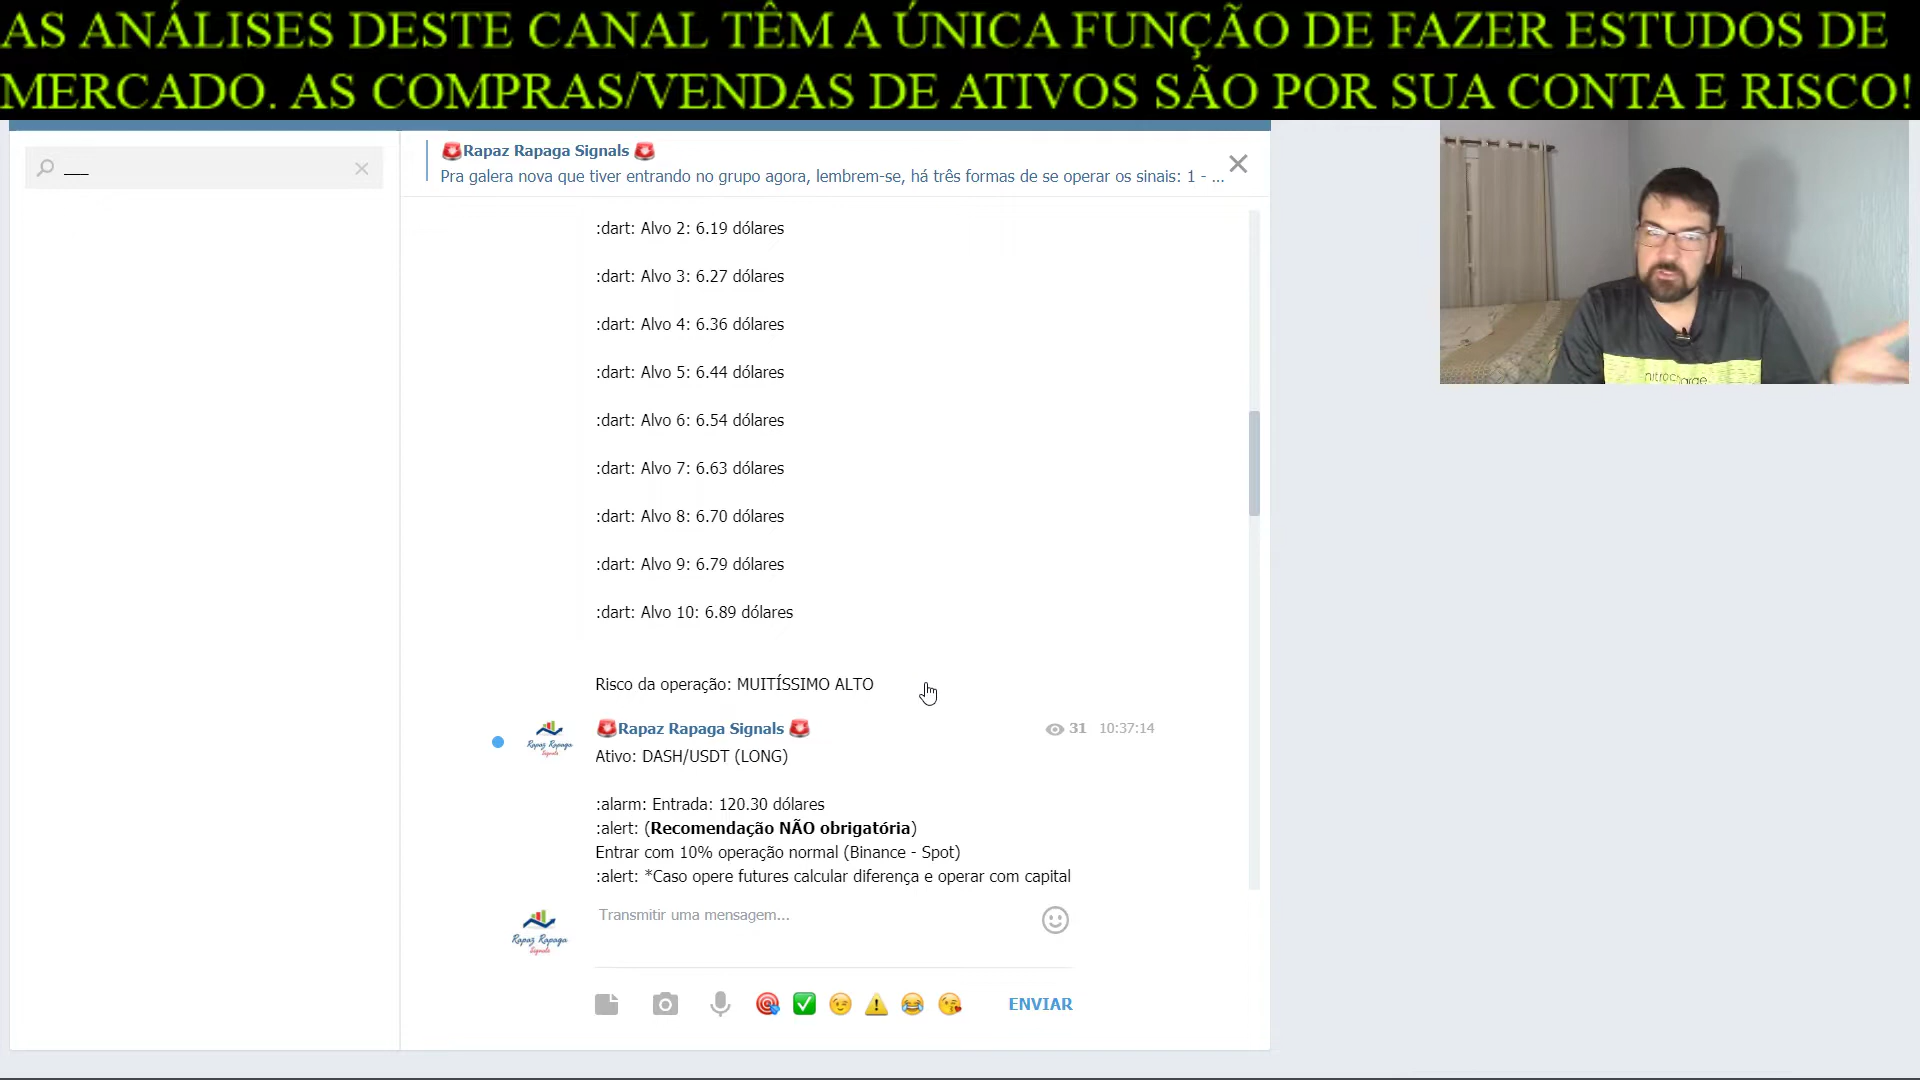 AS ANÁLISES DESTE CANAL TÊM A ÚNICA FUNÇÃO DE FAZER ESTUDOS DE
MERCADO. AS COMPRAS/VENDAS DE ATIVOS SÃO POR SUA CONTA E RISCO!
Rapaz Rapaga Signals
Pra galera nova que tiver entrando no grupo agora, lembrem-se, há três formas de se operar os sinais: 1 - ...
:dart: Alvo 2: 6.19 dólares
:dart: Alvo 3: 6.27 dólares
:dart: Alvo 4: 6.36 dólares
:dart: Alvo 5: 6.44 dólares
:dart: Alvo 6: 6.54 dólares
:dart: Alvo 7: 6.63 dólares
:dart: Alvo 8: 6.70 dólares
:dart: Alvo 9: 6.79 dólares
:dart: Alvo 10: 6.89 dólares
Risco da operação: MUITÍSSIMO ALTO
Rapaz Rapaga Signals
31 10:37:14
Rapaz Rapaga
Signals
Ativo: DASH/USDT (LONG)
:alarm: Entrada: 120.30 dólares
:alert: (Recomendação NÃO obrigatória)
Entrar com 10% operação normal (Binance - Spot)
:alert: *Caso opere futures calcular diferença e operar com capital
Transmitir uma mensagem...
Rapaz Rapaga
Signals
ENVIAR
nitrocharge